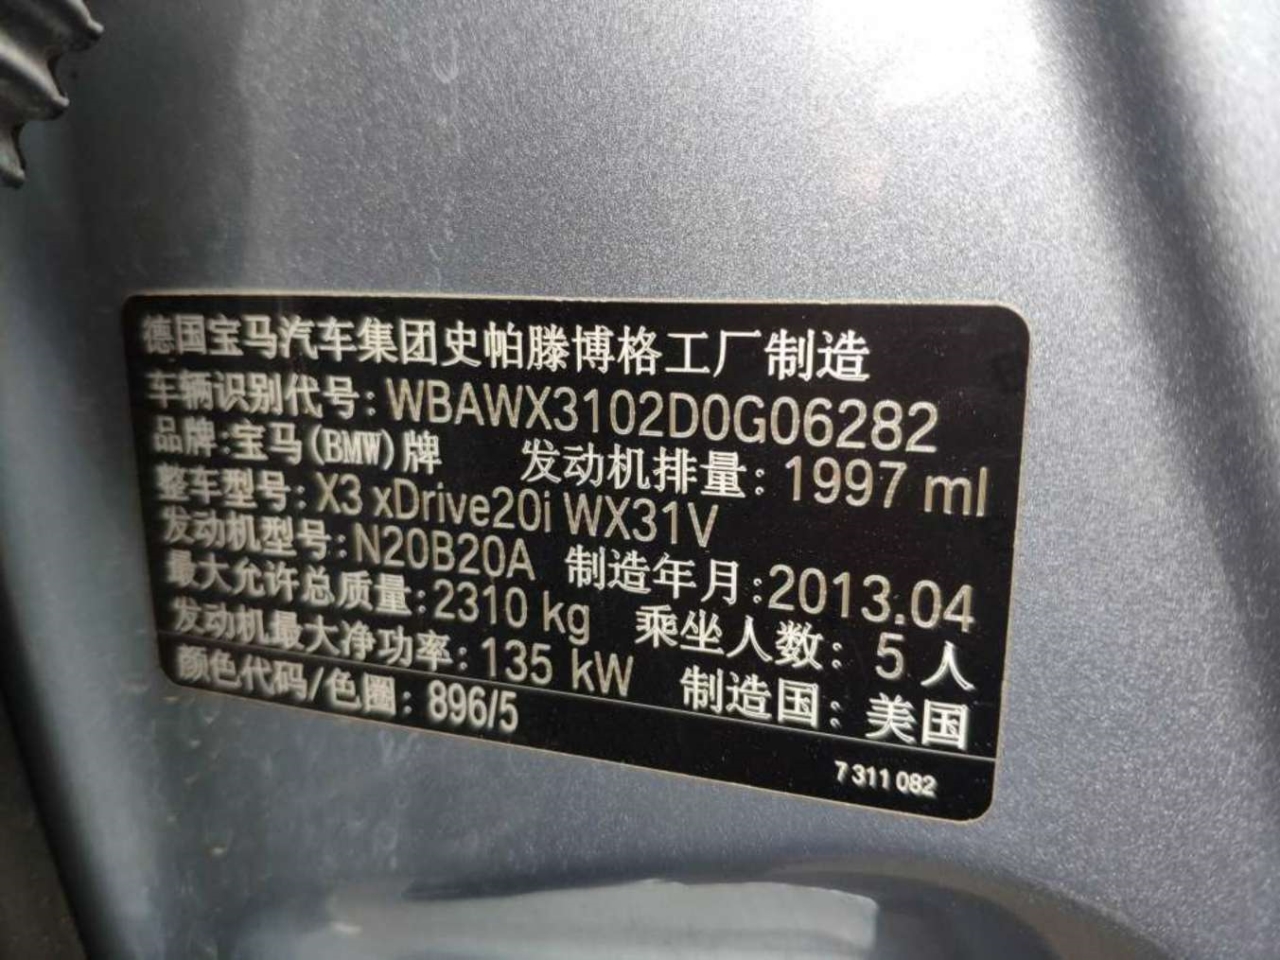 德国宝马汽车集团史帕滕博格工厂制造
车辆识别代号: WBAWX3102D0G06282
品牌:宝马(BMW)牌 发动机排量: 1997 ml
整车型号: X3 xDrive20i WX31V
发动机型号: N20B20A 制造年月:2013.04
最大允许总质量: 2310 kg 乘坐人数: 5 人
发动机最大净功率: 135 kW 制造国: 美国
颜色代码/色圈: 896/5
7 311 082